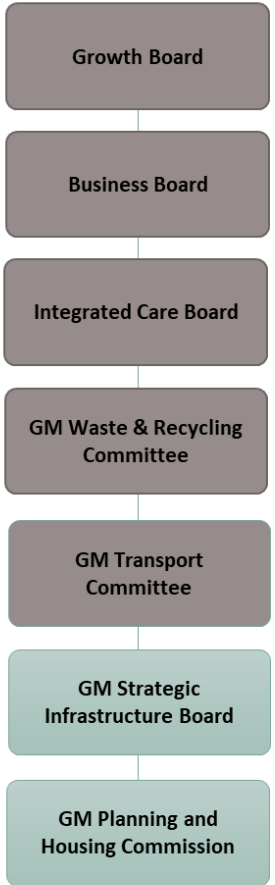 Growth Board
Business Board
Integrated Care Board
GM Waste & Recycling
Committee
GM Transport
Committee
GM Strategic
Infrastructure Board
GM Planning and
Housing Commission